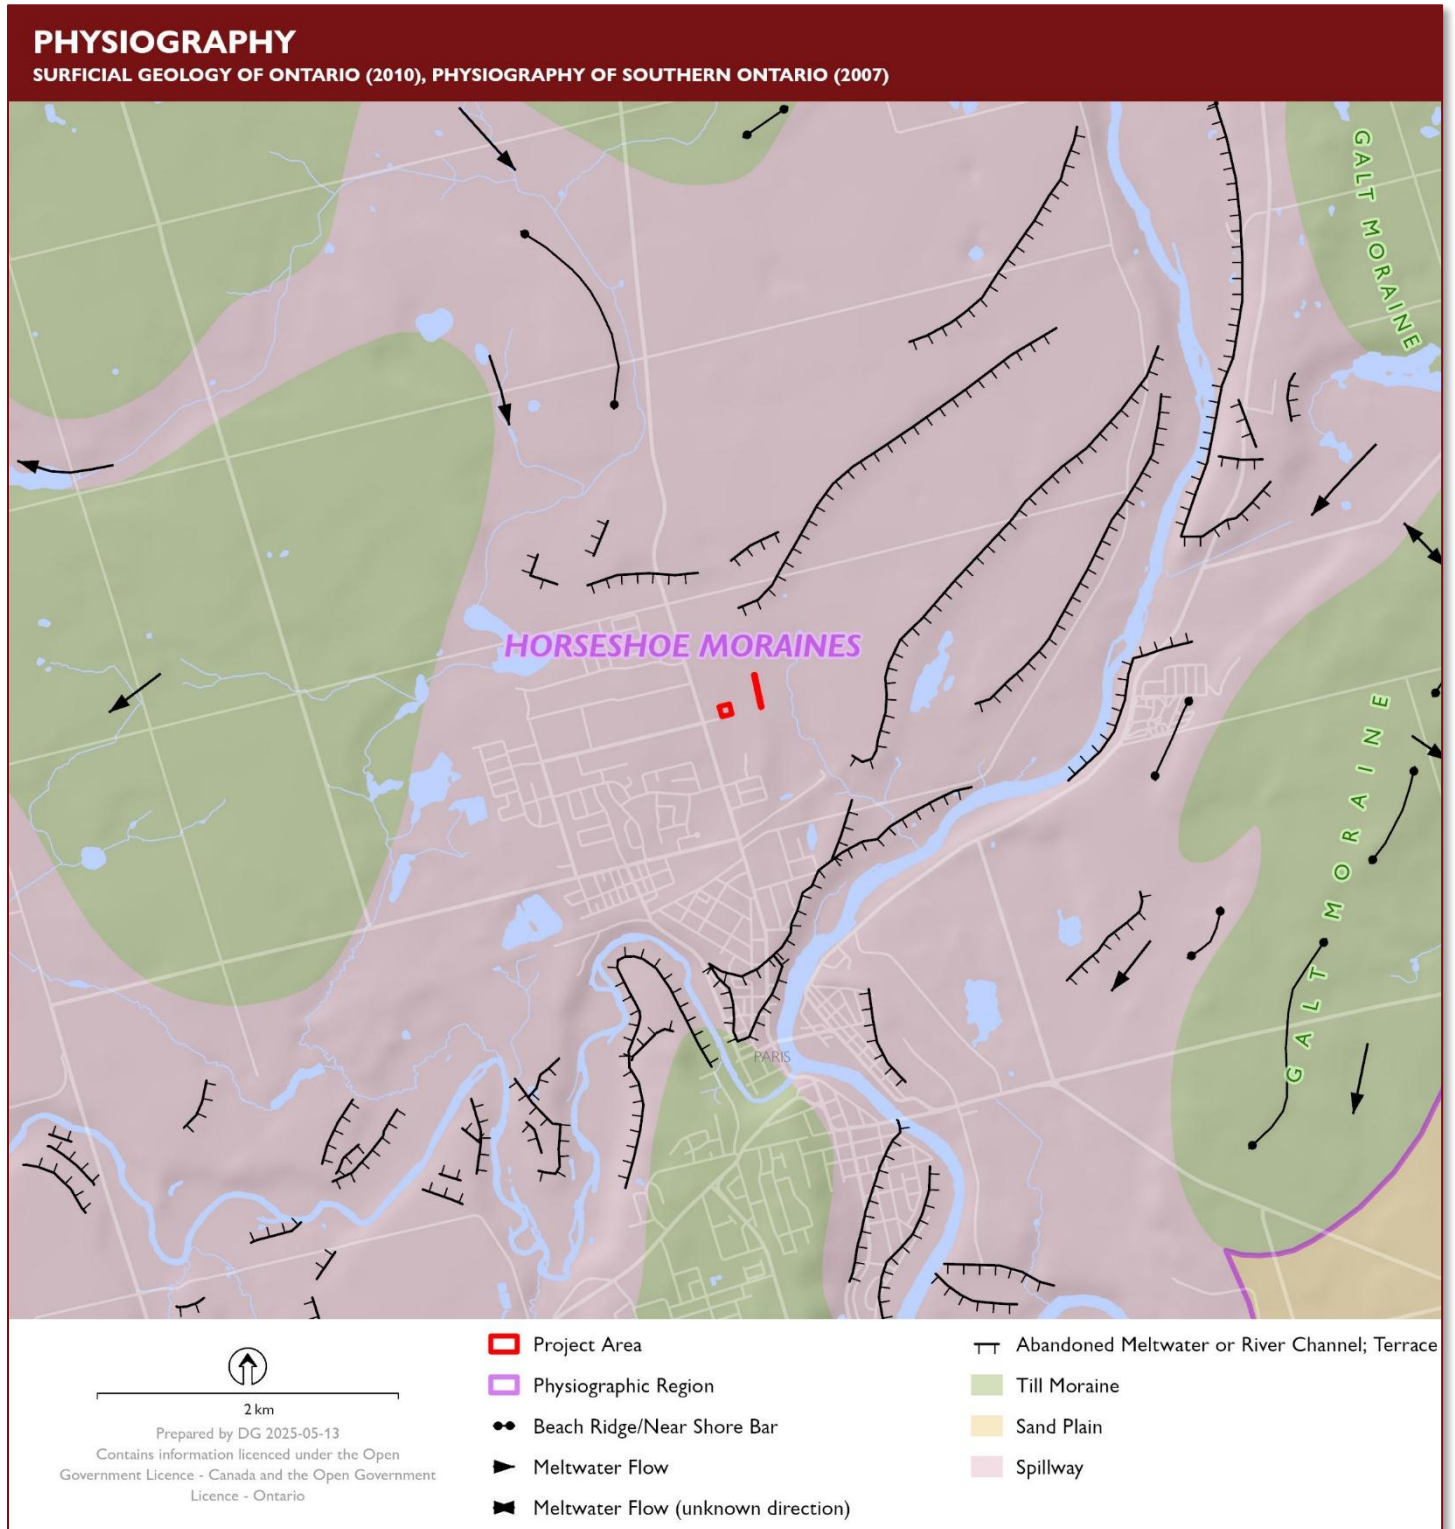 PHYSIOGRAPHY
SURFICIAL GEOLOGY OF ONTARIO (2010), PHYSIOGRAPHY OF SOUTHERN ONTARIO (2007)
GALT MORAINE
HORSESHOE MORAINES
GALT MORAINE
PARIS
2 km
Prepared by DG 2025-05-13
Contains information licenced under the Open
Government Licence - Canada and the Open Government
Licence - Ontario
Project Area
Physiographic Region
Beach Ridge/Near Shore Bar
Meltwater Flow
Meltwater Flow (unknown direction)
Abandoned Meltwater or River Channel; Terrace
Till Moraine
Sand Plain
Spillway